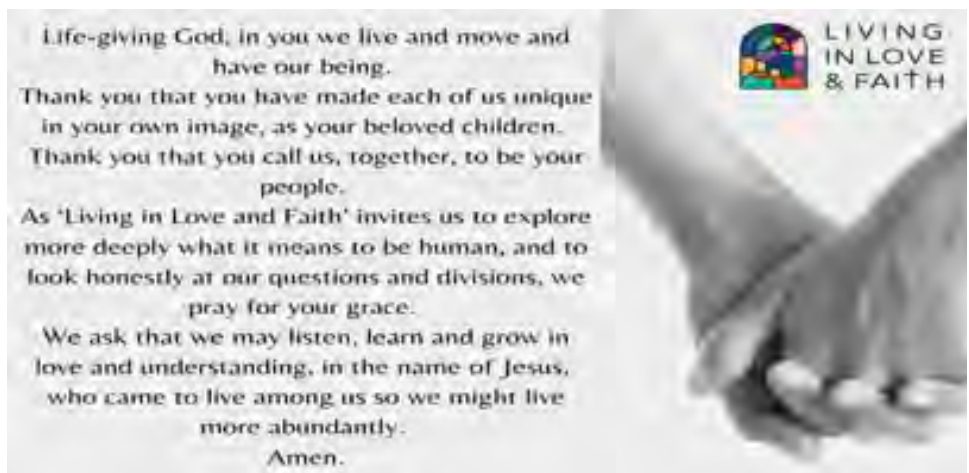 Life-giving God, in you we live and move and
have our being.
Thank you that you have made each of us unique
in your own image, as your beloved children.
Thank you that you call us, together, to be your
people.
As ‘Living in Love and Faith’ invites us to explore
more deeply what it means to be human, and to
look honestly at our questions and divisions, we
pray for your grace.
We ask that we may listen, learn and grow in
love and understanding, in the name of Jesus,
who came to live among us so we might live
more abundantly.
Amen.
LIVING
IN LOVE
& FAITH